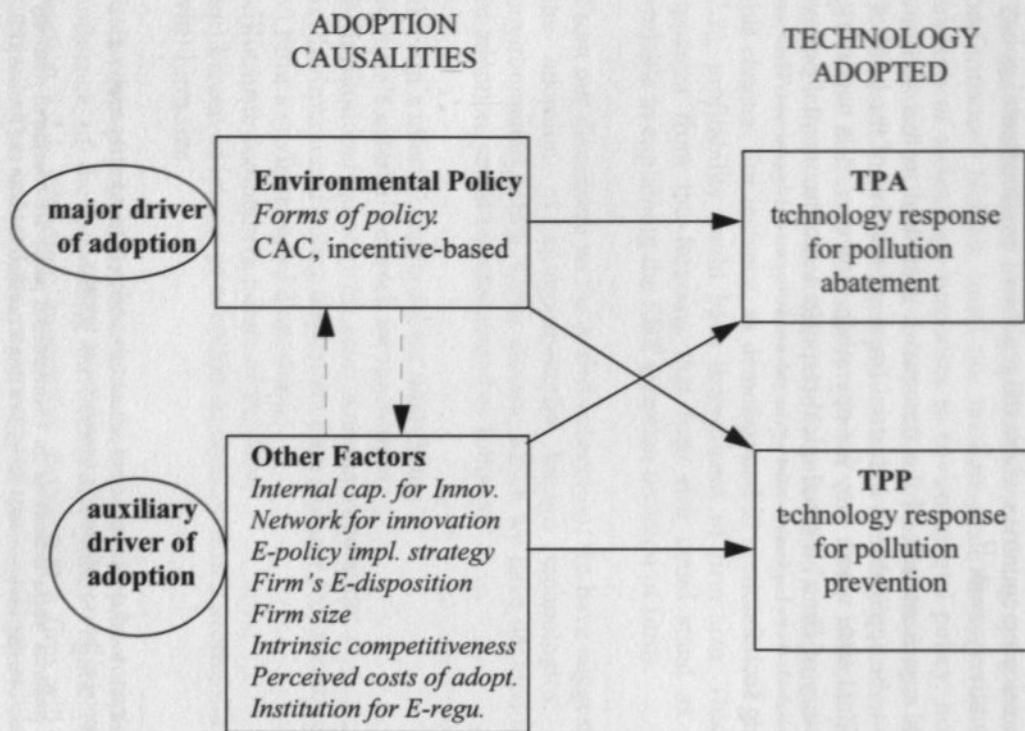 ADOPTION
CAUSALITIES
TECHNOLOGY
ADOPTED
major driver
of adoption
Environmental Policy
Forms of policy.
CAC, incentive-based
TPA
technology response
for pollution
abatement
auxiliary
driver of
adoption
Other Factors
Internal cap. for Innov.
Network for innovation
E-policy impl. strategy
Firm's E-disposition
Firm size
Intrinsic competitiveness
Perceived costs of adopt.
Institution for E-regu.
TPP
technology response
for pollution
prevention